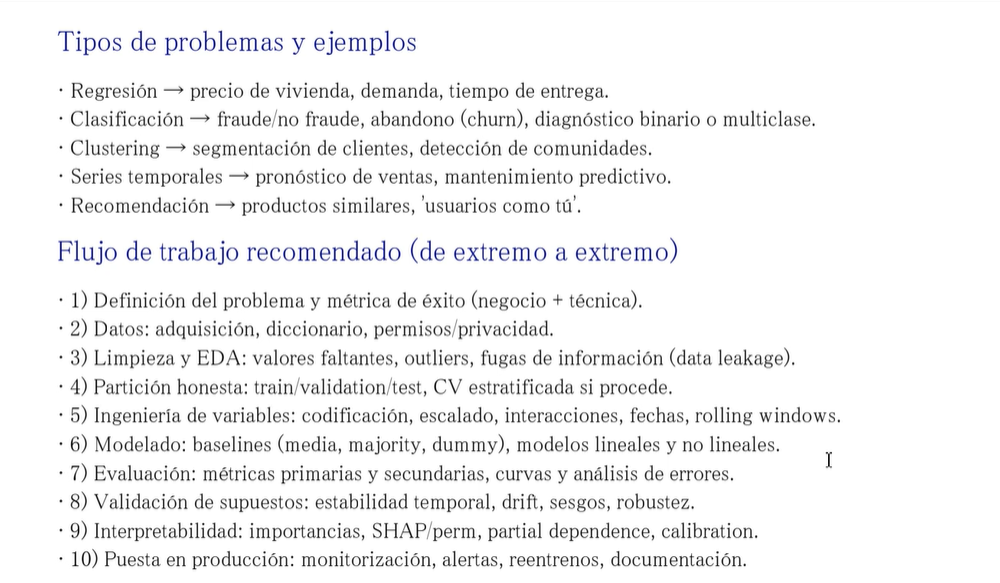 Tipos de problemas y ejemplos
· Regresión → precio de vivienda, demanda, tiempo de entrega.
· Clasificación → fraude/no fraude, abandono (churn), diagnóstico binario o multiclase.
· Clustering → segmentación de clientes, detección de comunidades.
· Series temporales → pronóstico de ventas, mantenimiento predictivo.
· Recomendación → productos similares, 'usuarios como tú'.
Flujo de trabajo recomendado (de extremo a extremo)
· 1) Definición del problema y métrica de éxito (negocio + técnica).
· 2) Datos: adquisición, diccionario, permisos/privacidad.
· 3) Limpieza y EDA: valores faltantes, outliers, fugas de información (data leakage).
· 4) Partición honesta: train/validation/test, CV estratificada si procede.
· 5) Ingeniería de variables: codificación, escalado, interacciones, fechas, rolling windows.
· 6) Modelado: baselines (media, majority, dummy), modelos lineales y no lineales.
· 7) Evaluación: métricas primarias y secundarias, curvas y análisis de errores.
· 8) Validación de supuestos: estabilidad temporal, drift, sesgos, robustez.
· 9) Interpretabilidad: importancias, SHAP/perm, partial dependence, calibration.
· 10) Puesta en producción: monitorización, alertas, reentrenos, documentación.